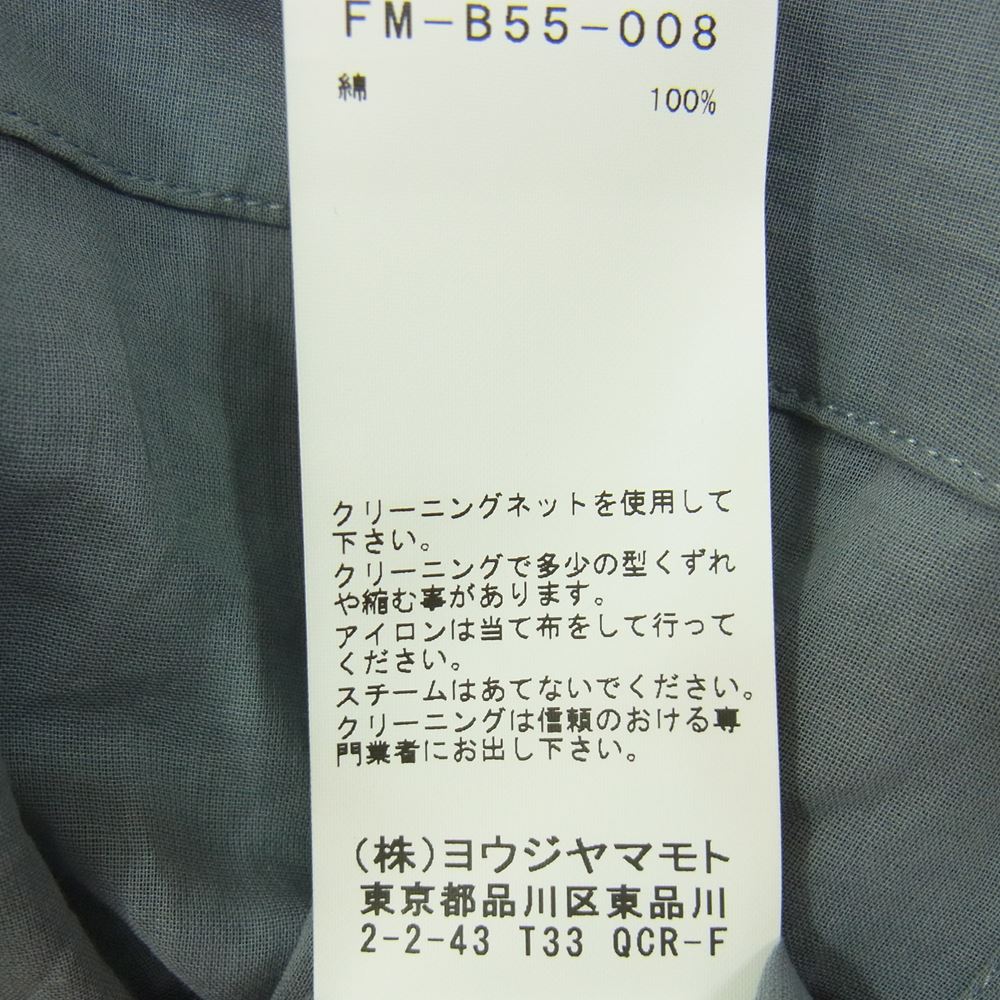 FM-B55-008
綿 100%
クリーニングネットを使用して
下さい。
クリーニングで多少の型くずれ
や縮む事があります。
アイロンは当て布をして行って
ください。
スチームはあてないでください。
クリーニングは信頼のおける専
門業者にお出し下さい。
(株)ヨウジヤマモト
東京都品川区東品川
2-2-43 T33 QCR-F